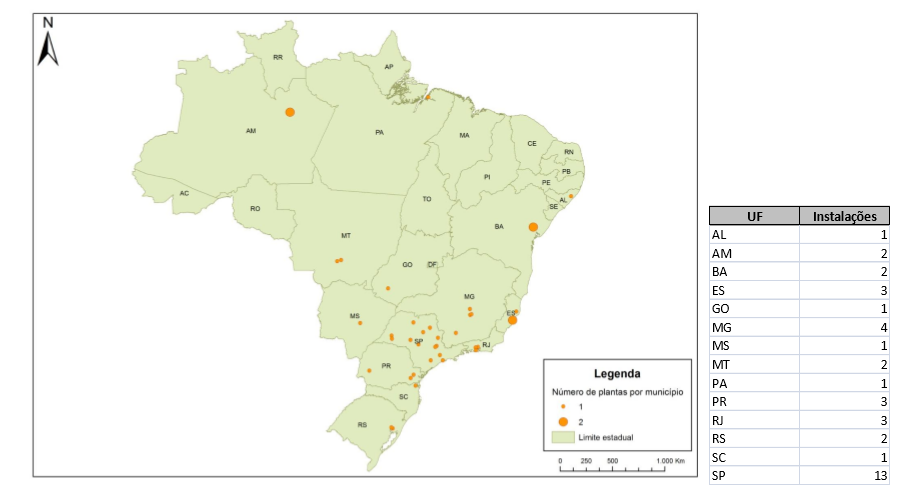 N
RR
AP
AM
PA
MA
CE
RN
PB
PE
AL
SE
PI
AC
TO
RO
BA
MT
GO
DF
MG
MS
ES
SP
RJ
PR
SC
RS
Legenda
Número de plantas por município
1
2
Limite estadual
0 250 500 1.000 Km
UF Instalações
AL 1
AM 2
BA 2
ES 3
GO 1
MG 4
MS 1
MT 2
PA 1
PR 3
RJ 3
RS 2
SC 1
SP 13